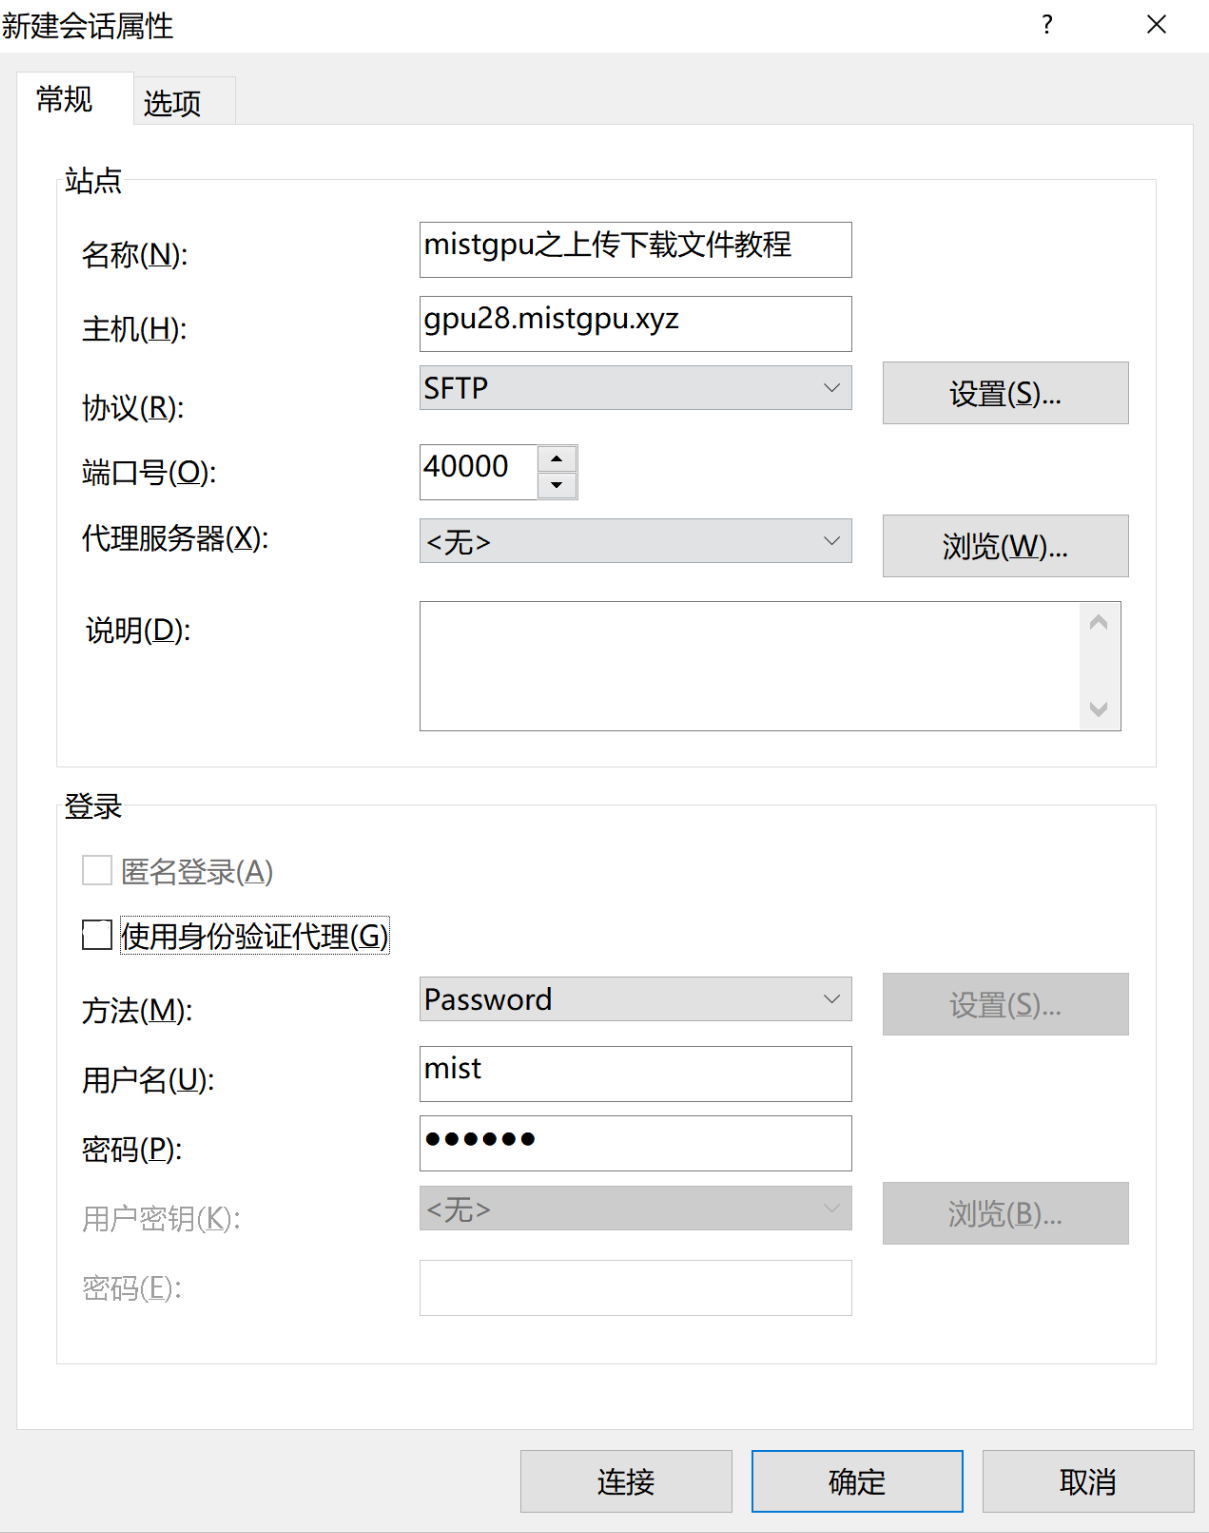 新建会话属性
常规 选项
站点
名称(N): mistgpu之上传下载文件教程
主机(H): gpu28.mistgpu.xyz
协议(R): SFTP 设置(S)...
端口号(O): 40000
代理服务器(X): <无> 浏览(W)...
说明(D):
登录
匿名登录(A)
使用身份验证代理(G)
方法(M): Password 设置(S)...
用户名(U): mist
密码(P): ●●●●●●
用户密钥(K): <无> 浏览(B)...
密码(E):
连接 确定 取消